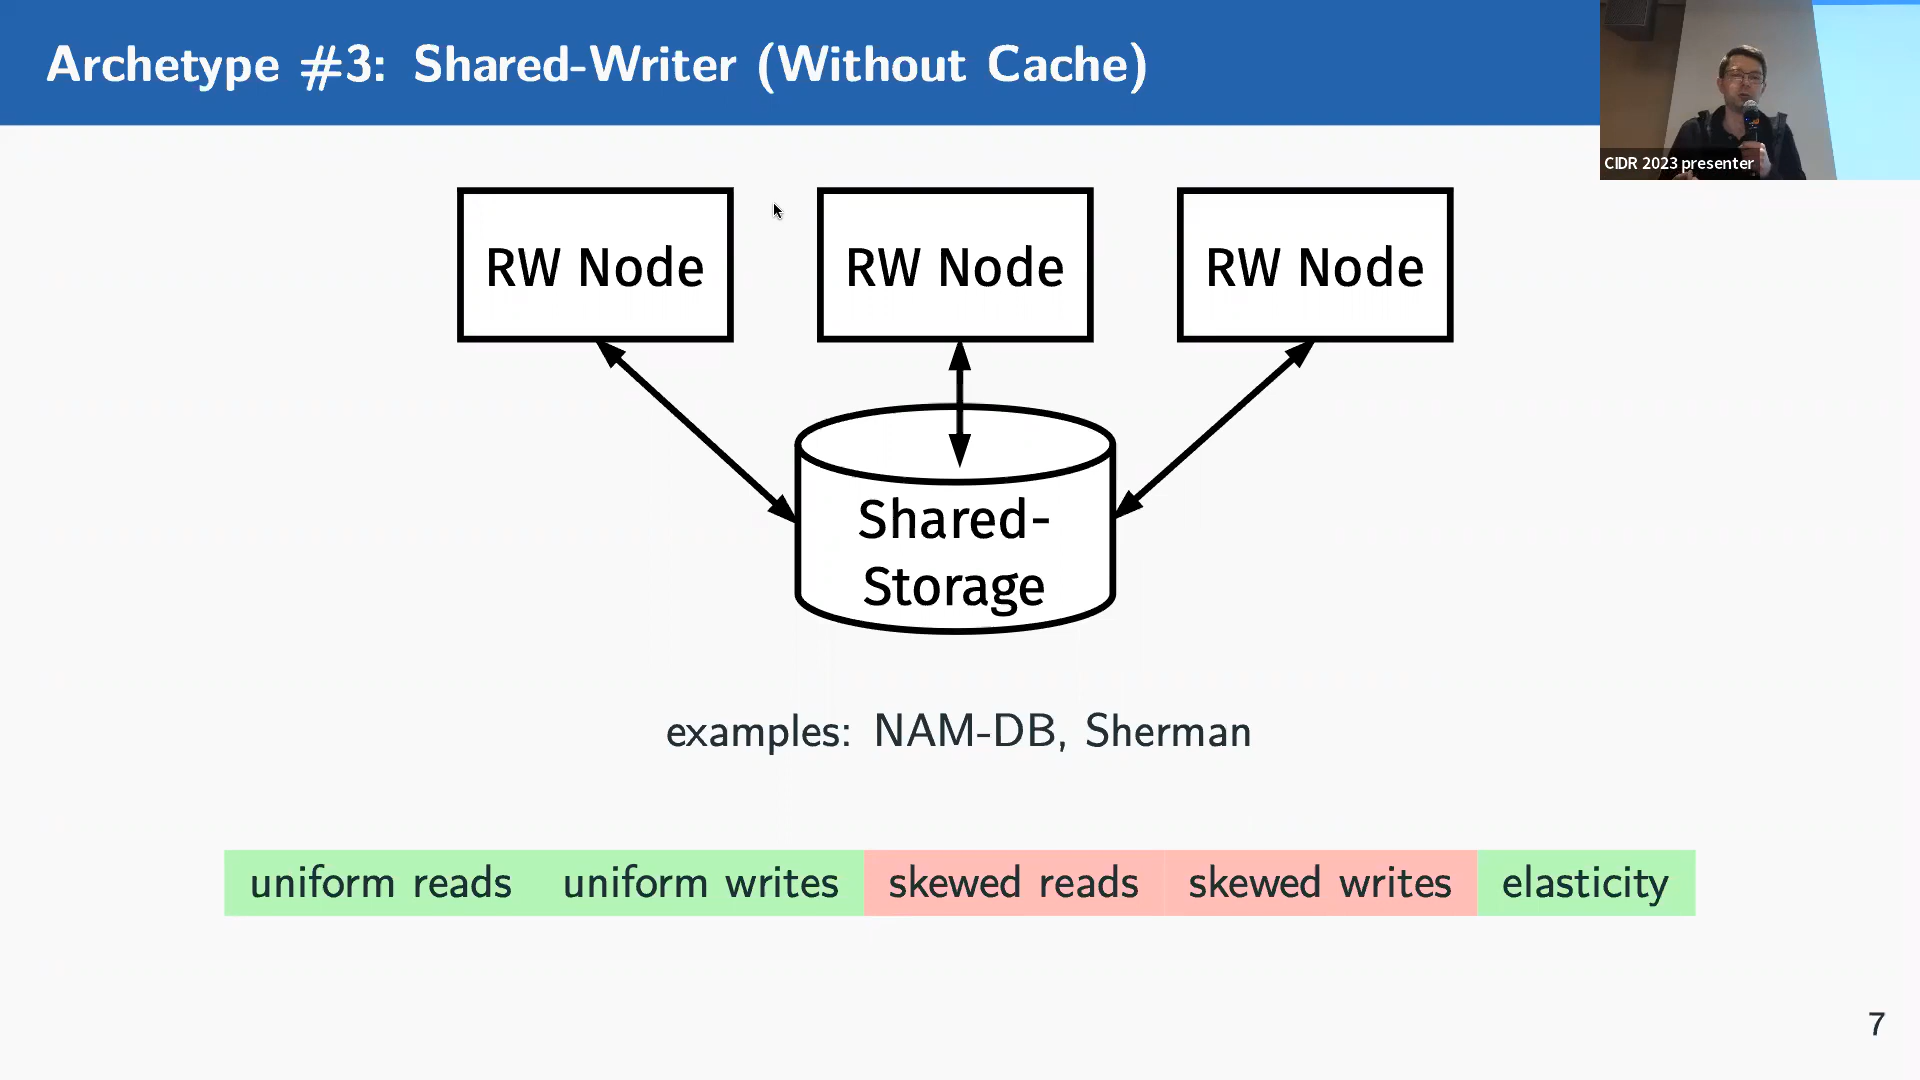 Archetype #3: Shared-Writer (Without Cache)
CIDR 2023 presenter
RW Node
RW Node
RW Node
Shared-
Storage
examples: NAM-DB, Sherman
uniform reads
uniform writes
skewed reads
skewed writes
elasticity
7